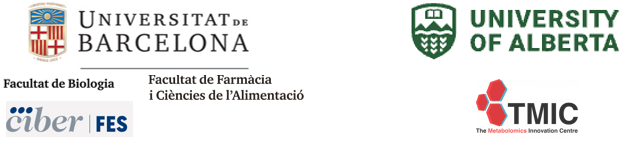 UNIVERSITAT DE
BARCELONA
UNIVERSITY
OF ALBERTA
Facultat de Biologia
Facultat de Farmàcia
i Ciències de l'Alimentació
ciber | FES
TMIC
The Metabolomics Innovation Centre